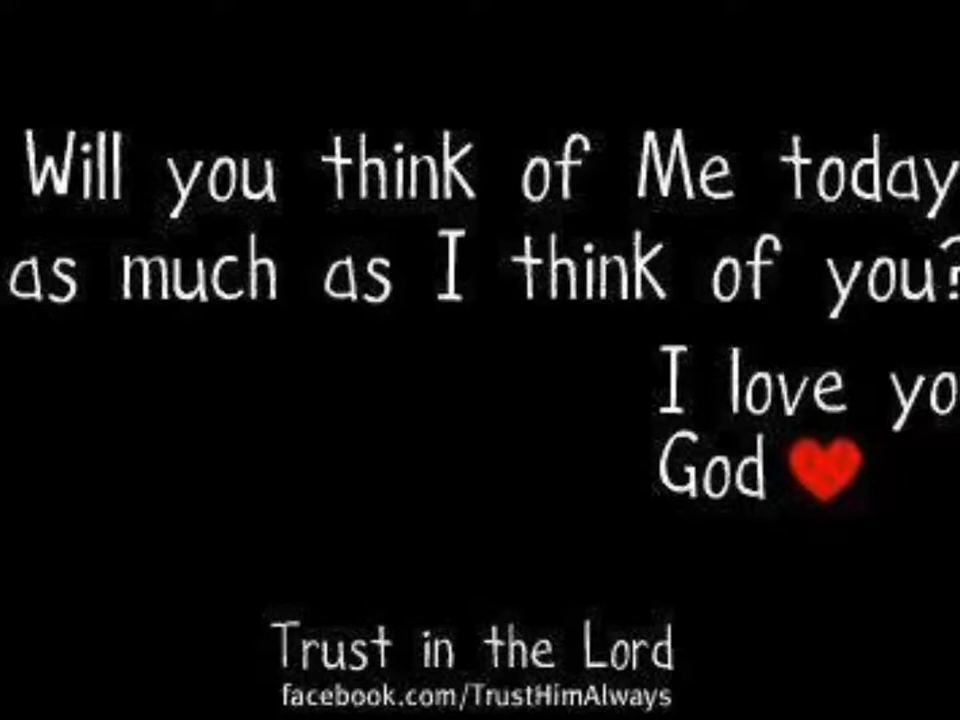 Will you think of Me today
as much as I think of you?
I love yo
God
Trust in the Lord
facebook.com/TrustHimAlways